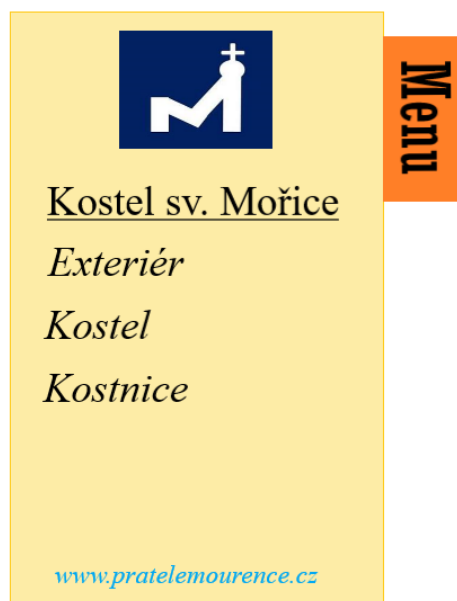 Menu
Kostel sv. Mořice
Exteriér
Kostel
Kostnice
www.pratelemourence.cz